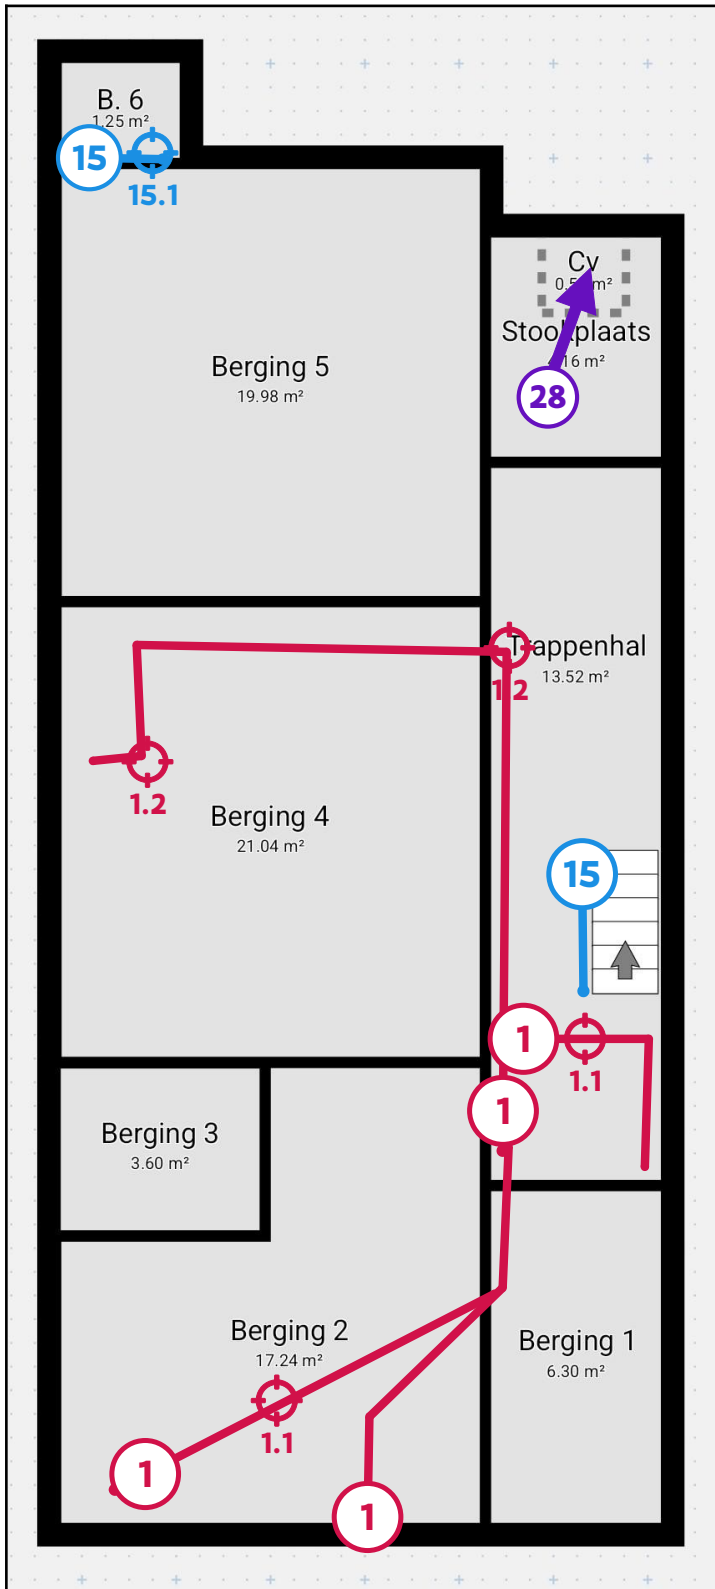 B. 6
1.25 m²
15
15.1
Cv
Stookplaats
28
Berging 5
19.98 m²
Trappenhal
13.52 m²
1.2
1.2
Berging 4
21.04 m²
15
1
1.1
1
Berging 3
3.60 m²
Berging 2
17.24 m²
Berging 1
6.30 m²
1.1
1
1